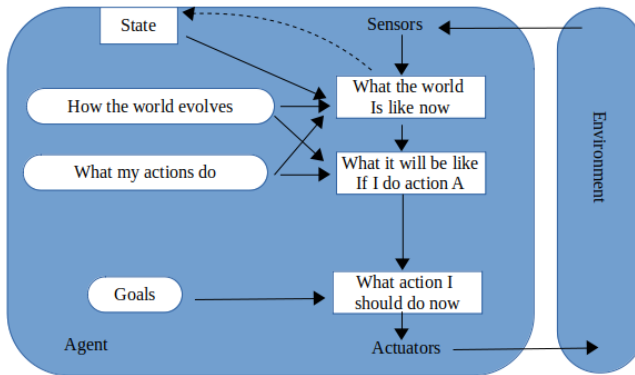 State
Sensors
What the world
Is like now
How the world evolves
What it will be like
If I do action A
What my actions do
Environment
What action I
should do now
Goals
Agent
Actuators